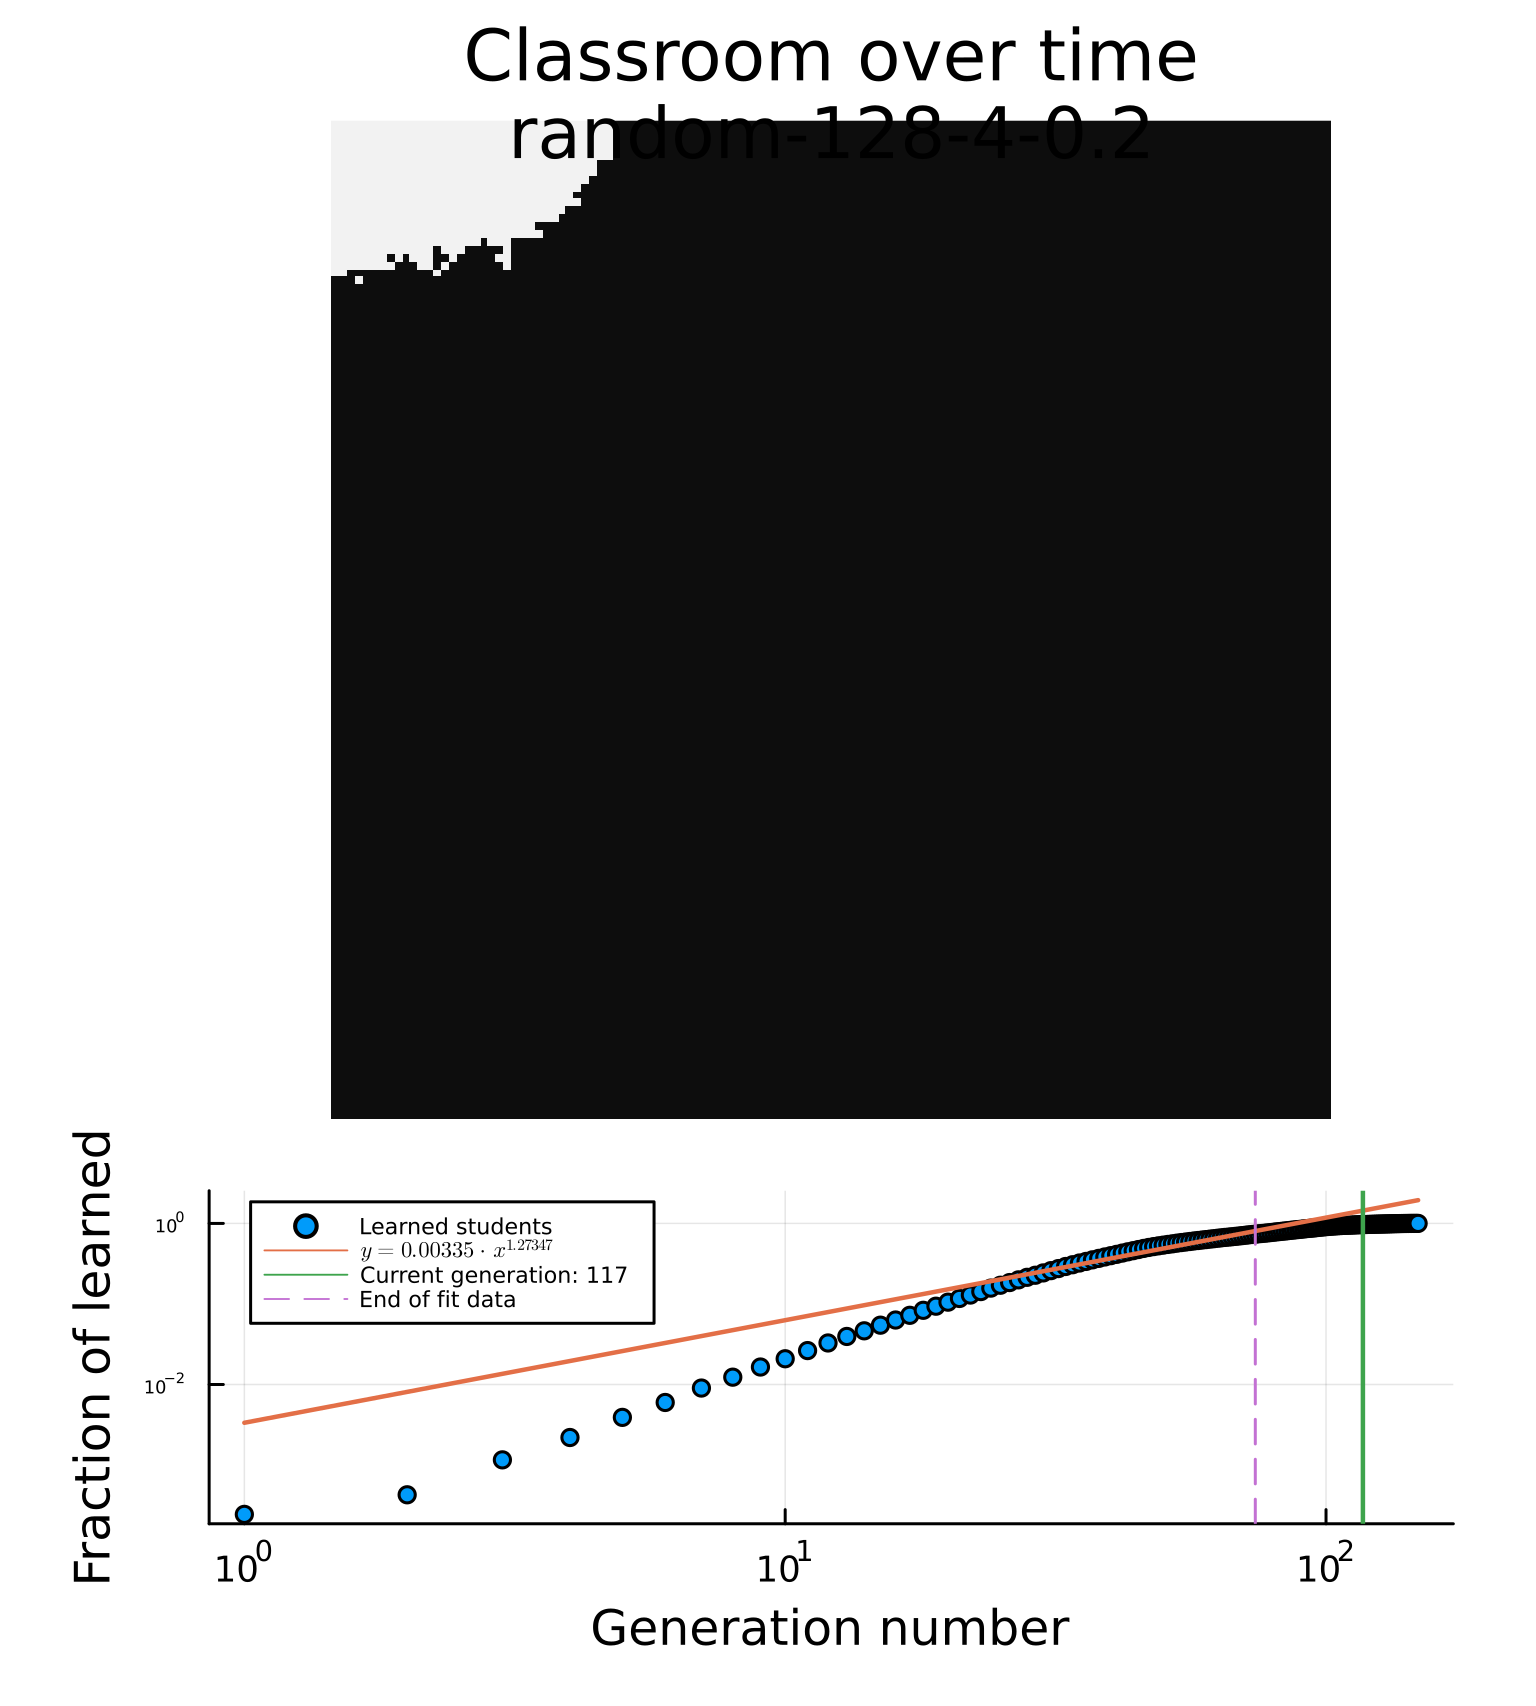 Classroom over time
random-128-4-0.2
Fraction of learned
10^0
10^-2
Learned students
y = 0.00335 · x^1.27347
Current generation: 117
End of fit data
10^0
10^1
10^2
Generation number